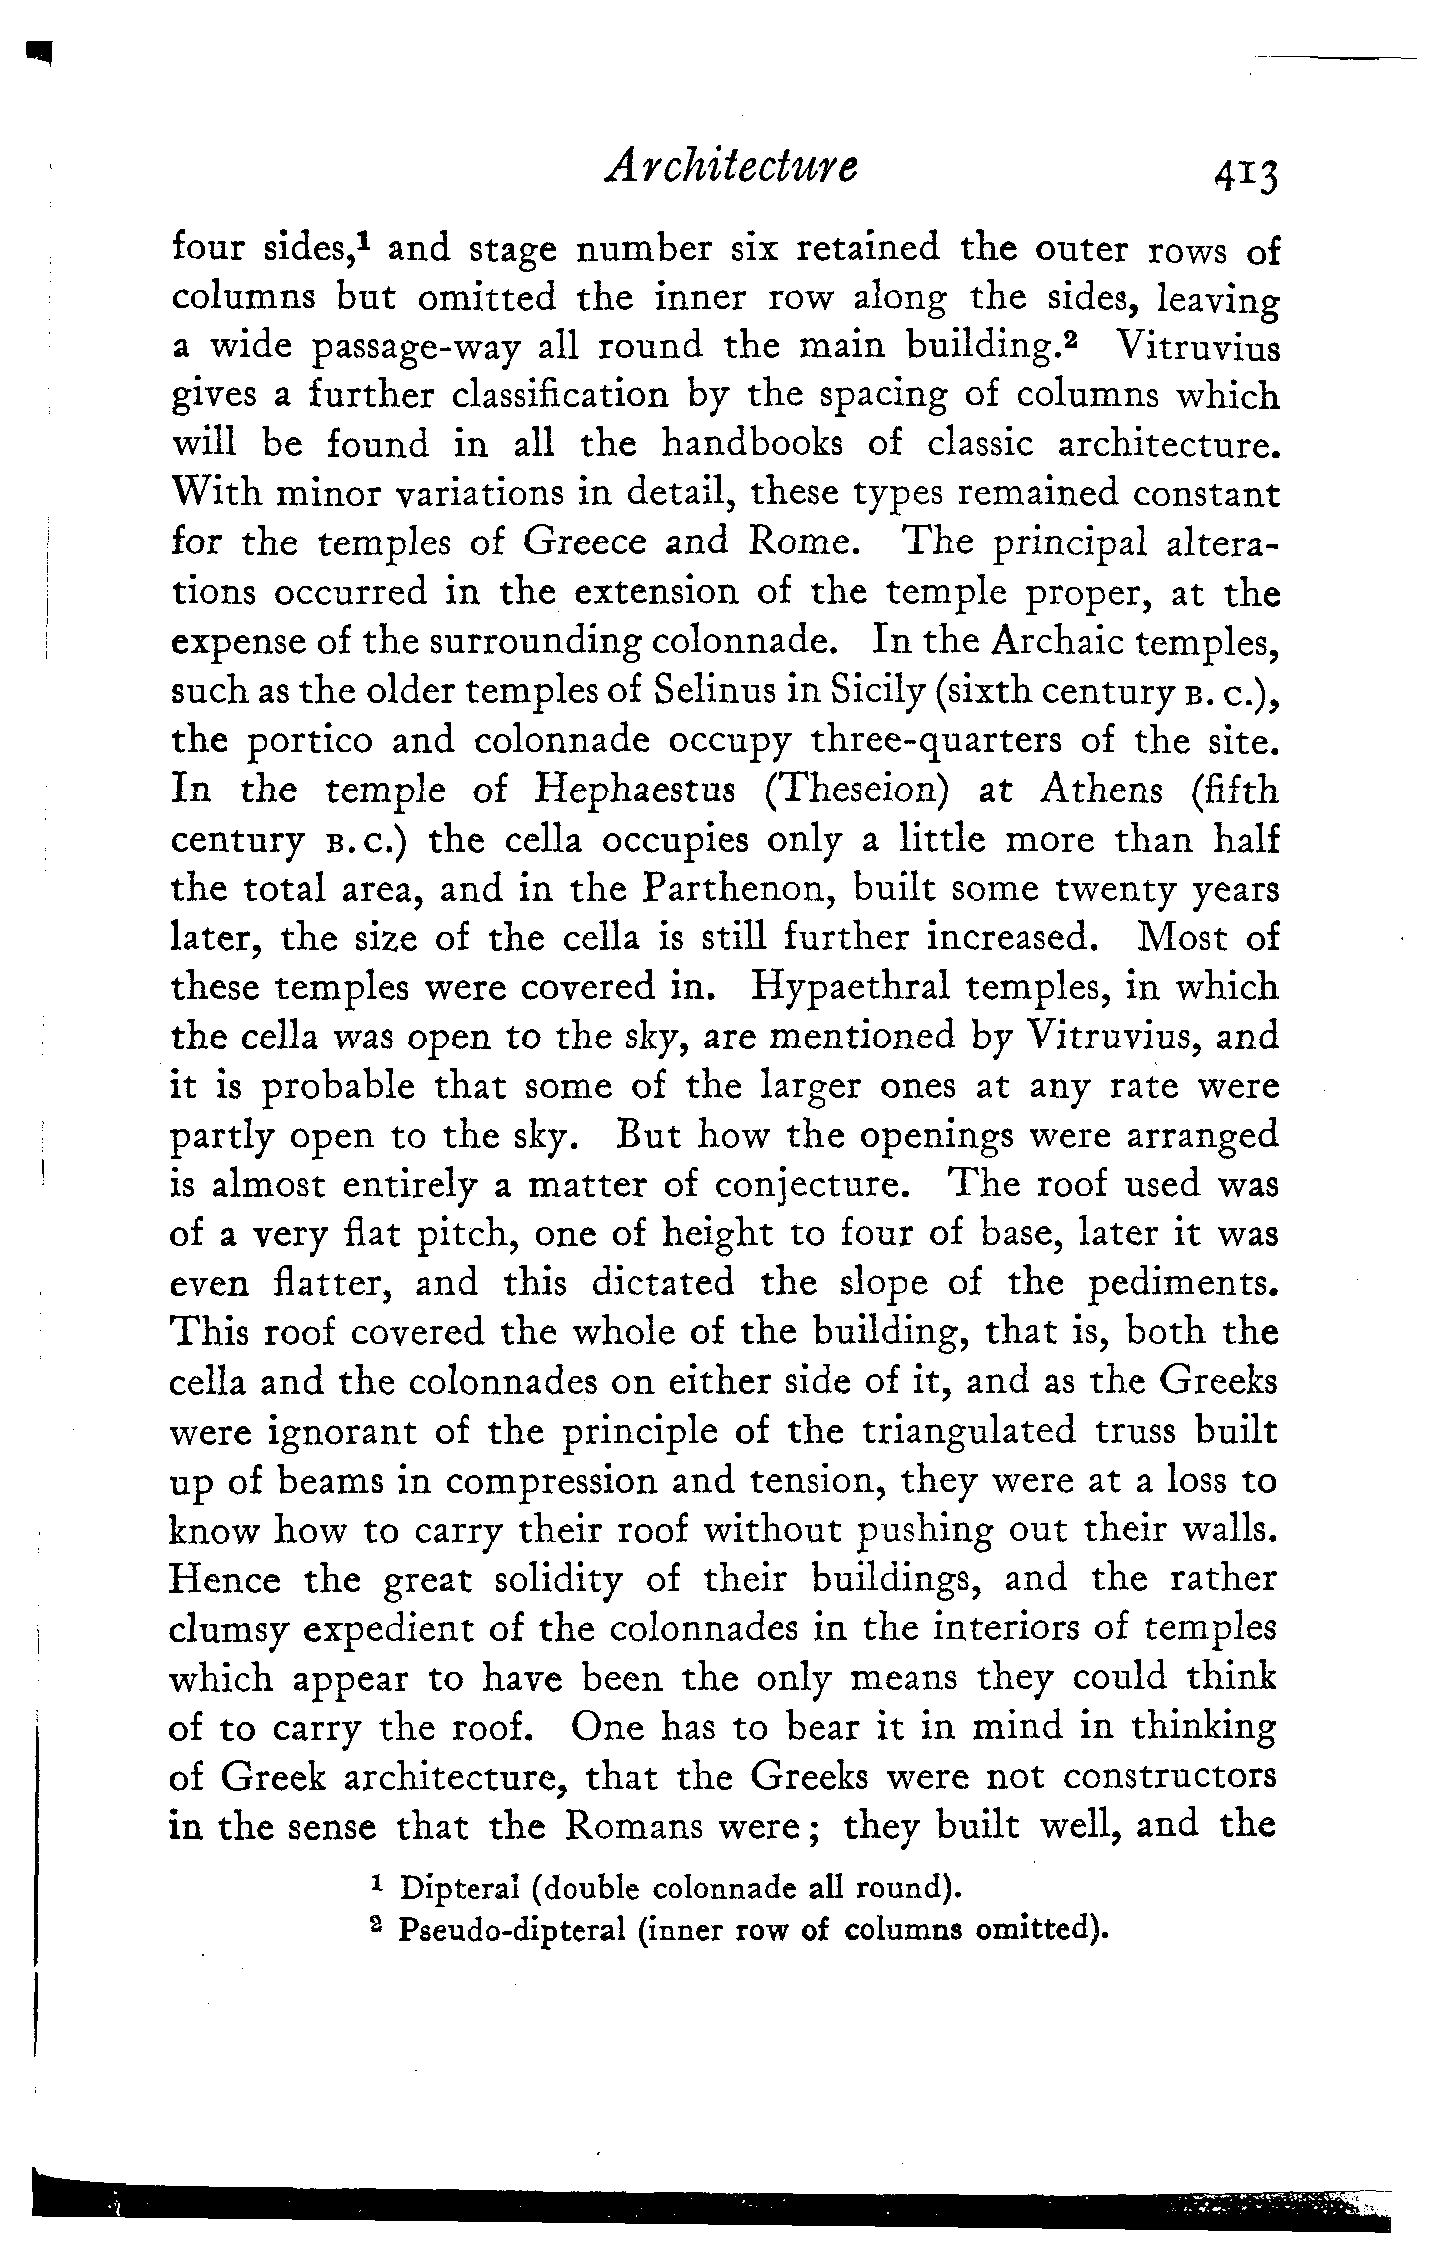 Architecture 413
four sides,¹ and stage number six retained the outer rows of
columns but omitted the inner row along the sides, leaving
a wide passage-way all round the main building.² Vitruvius
gives a further classification by the spacing of columns which
will be found in all the handbooks of classic architecture.
With minor variations in detail, these types remained constant
for the temples of Greece and Rome. The principal altera-
tions occurred in the extension of the temple proper, at the
expense of the surrounding colonnade. In the Archaic temples,
such as the older temples of Selinus in Sicily (sixth century B. C.),
the portico and colonnade occupy three-quarters of the site.
In the temple of Hephaestus (Theseion) at Athens (fifth
century B. C.) the cella occupies only a little more than half
the total area, and in the Parthenon, built some twenty years
later, the size of the cella is still further increased. Most of
these temples were covered in. Hypaethral temples, in which
the cella was open to the sky, are mentioned by Vitruvius, and
it is probable that some of the larger ones at any rate were
partly open to the sky. But how the openings were arranged
is almost entirely a matter of conjecture. The roof used was
of a very flat pitch, one of height to four of base, later it was
even flatter, and this dictated the slope of the pediments.
This roof covered the whole of the building, that is, both the
cella and the colonnades on either side of it, and as the Greeks
were ignorant of the principle of the triangulated truss built
up of beams in compression and tension, they were at a loss to
know how to carry their roof without pushing out their walls.
Hence the great solidity of their buildings, and the rather
clumsy expedient of the colonnades in the interiors of temples
which appear to have been the only means they could think
of to carry the roof. One has to bear it in mind in thinking
of Greek architecture, that the Greeks were not constructors
in the sense that the Romans were ; they built well, and the
¹ Dipteral (double colonnade all round).
² Pseudo-dipteral (inner row of columns omitted).